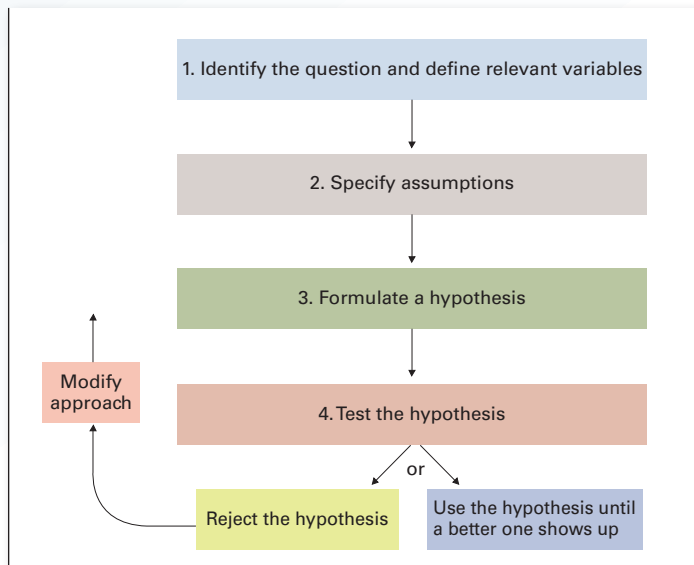 1. Identify the question and define relevant variables
2. Specify assumptions
3. Formulate a hypothesis
Modify
approach
4. Test the hypothesis
or
Reject the hypothesis
Use the hypothesis until
a better one shows up